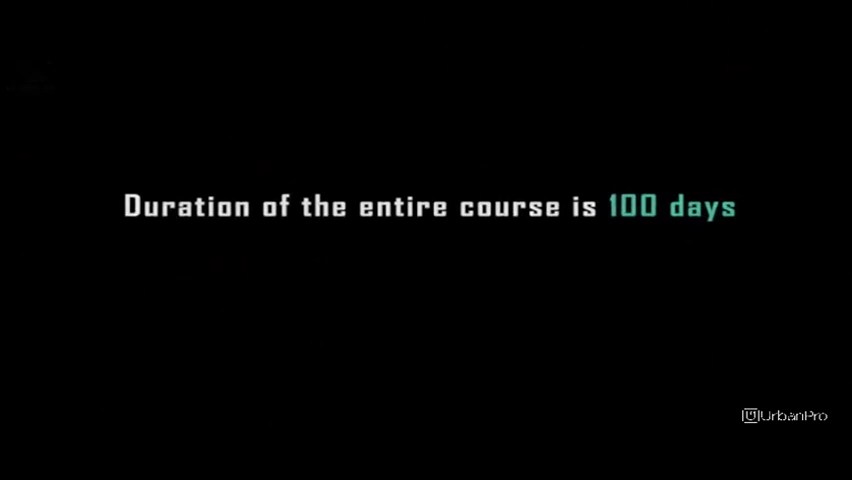 Duration of the entire course is 100 days
UrbanPro